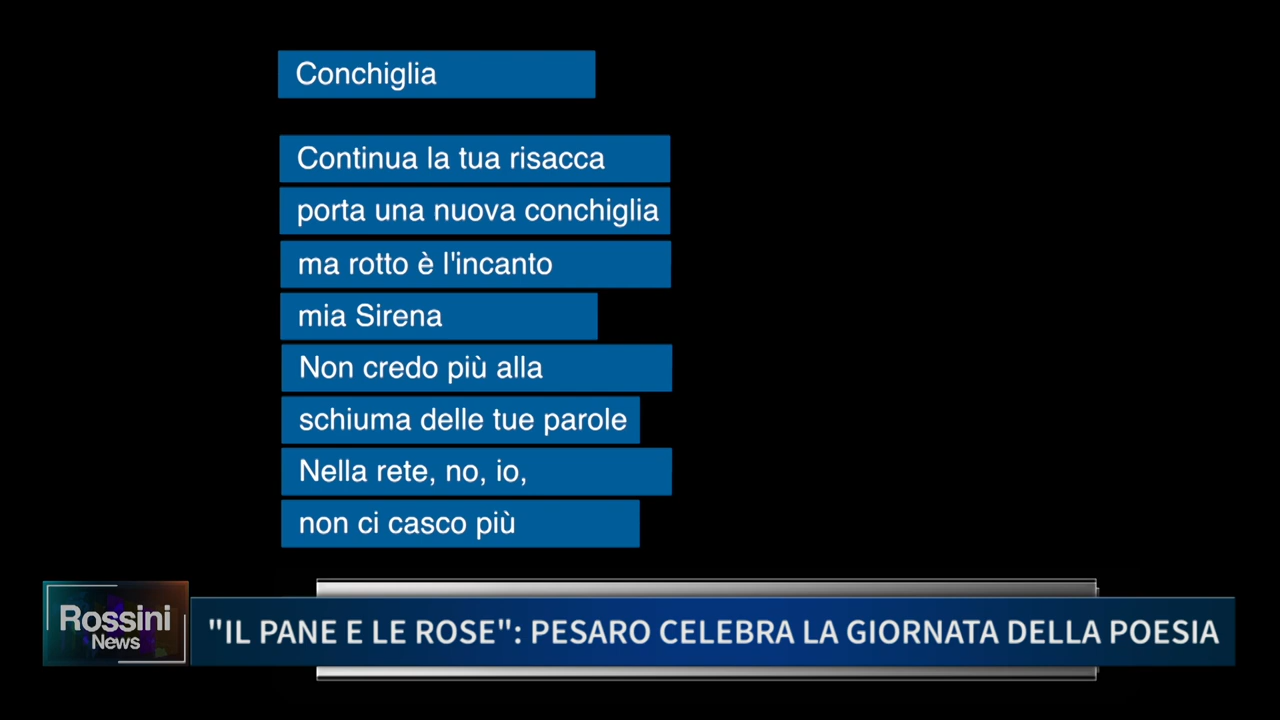 Conchiglia
Continua la tua risacca
porta una nuova conchiglia
ma rotto è l'incanto
mia Sirena
Non credo più alla
schiuma delle tue parole
Nella rete, no, io,
non ci casco più
Rossini
News
"IL PANE E LE ROSE": PESARO CELEBRA LA GIORNATA DELLA POESIA